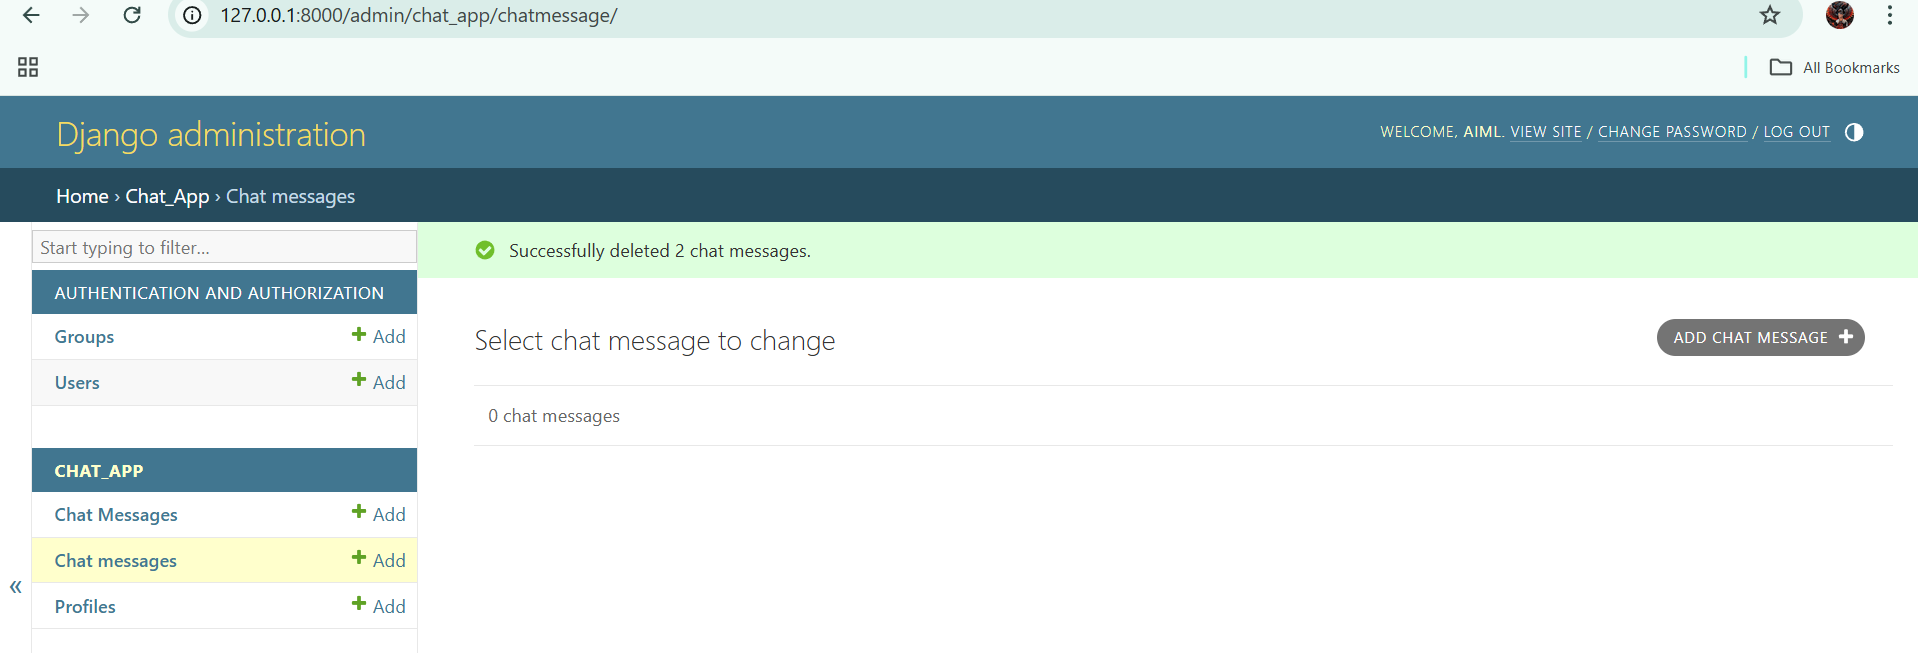 127.0.0.1:8000/admin/chat_app/chatmessage/
All Bookmarks
Django administration
WELCOME, AIML. VIEW SITE / CHANGE PASSWORD / LOG OUT
Home › Chat_App › Chat messages
Start typing to filter...
Successfully deleted 2 chat messages.
AUTHENTICATION AND AUTHORIZATION
Groups + Add
Users + Add
Select chat message to change
ADD CHAT MESSAGE +
0 chat messages
CHAT_APP
Chat Messages + Add
Chat messages + Add
Profiles + Add
«